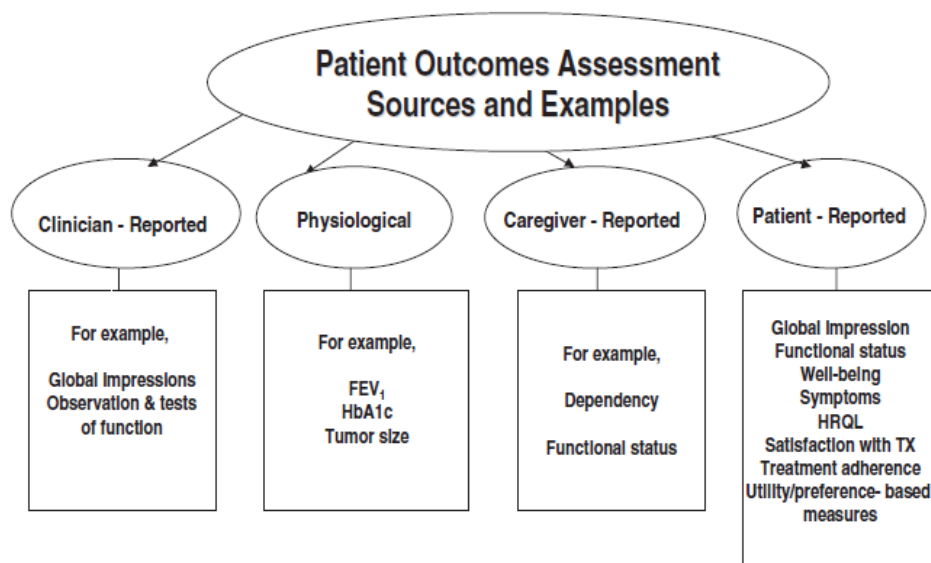 Patient Outcomes Assessment
Sources and Examples
Clinician - Reported
Physiological
Caregiver - Reported
Patient - Reported
For example,
Global Impressions
Observation & tests
of function
For example,
FEV₁
HbA1c
Tumor size
For example,
Dependency
Functional status
Global Impression
Functional status
Well-being
Symptoms
HRQL
Satisfaction with TX
Treatment adherence
Utility/preference- based
measures